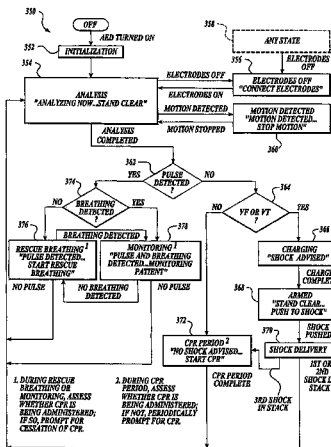 350
OFF
AED TURNED ON
352
INITIALIZATION
358
ANY STATE
354
ELECTRODES OFF
ELECTRODES OFF
356
ANALYSIS
"ANALYZING NOW...STAND CLEAR"
ELECTRODES OFF
"CONNECT ELECTRODES"
ELECTRODES ON
MOTION DETECTED
MOTION DETECTED
"MOTION DETECTED...
STOP MOTION"
MOTION STOPPED
360
ANALYSIS
COMPLETED
362
YES
PULSE
DETECTED
?
NO
374
NO
BREATHING
DETECTED
?
YES
364
NO
VF OR VT
?
YES
376
BREATHING DETECTED
378
366
RESCUE BREATHING 1
"PULSE DETECTED...
START RESCUE
BREATHING"
MONITORING 1
"PULSE AND BREATHING
DETECTED...MONITORING
PATIENT"
CHARGING
"SHOCK ADVISED"
CHARGE
COMPLETE
368
NO PULSE
NO BREATHING
DETECTED
NO PULSE
ARMED
"STAND CLEAR...
PUSH TO SHOCK"
372
SHOCK
PUSHED
370
CPR PERIOD 2
"NO SHOCK ADVISED...
START CPR"
SHOCK DELIVERY
CPR PERIOD
COMPLETE
1ST OR
2ND
SHOCK IN
STACK
3RD SHOCK
IN STACK
1. DURING RESCUE
BREATHING OR
MONITORING, ASSESS
WHETHER CPR IS
BEING ADMINISTERED;
IF SO, PROMPT FOR
CESSATION OF CPR.
2. DURING CPR
PERIOD, ASSESS
WHETHER CPR IS
BEING ADMINISTERED;
IF NOT, PERIODICALLY
PROMPT FOR CPR.